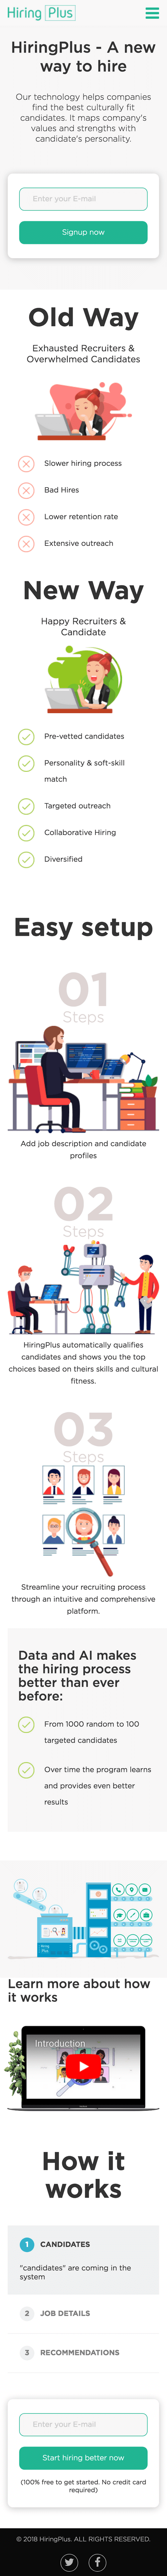 Hiring Plus
HiringPlus - A new
way to hire
Our technology helps companies
find the best culturally fit
candidates. It maps company's
values and strengths with
candidate's personality.
Enter your E-mail
Signup now
Old Way
Exhausted Recruiters &
Overwhelmed Candidates
Slower hiring process
Bad Hires
Lower retention rate
Extensive outreach
New Way
Happy Recruiters &
Candidate
Pre-vetted candidates
Personality & soft-skill
match
Targeted outreach
Collaborative Hiring
Diversified
Easy setup
01
Steps
Add job description and candidate
profiles
02
Steps
HiringPlus automatically qualifies
candidates and shows you the top
choices based on theirs skills and cultural
fitness.
03
Steps
Streamline your recruiting process
through an intuitive and comprehensive
platform.
Data and AI makes
the hiring process
better than ever
before:
From 1000 random to 100
targeted candidates
Over time the program learns
and provides even better
results
Hiring
Plus
Learn more about how
it works
Introduction
How it
works
1 CANDIDATES
"candidates" are coming in the
system
2 JOB DETAILS
3 RECOMMENDATIONS
Enter your E-mail
Start hiring better now
(100% free to get started. No credit card
required)
© 2018 HiringPlus. ALL RIGHTS RESERVED.